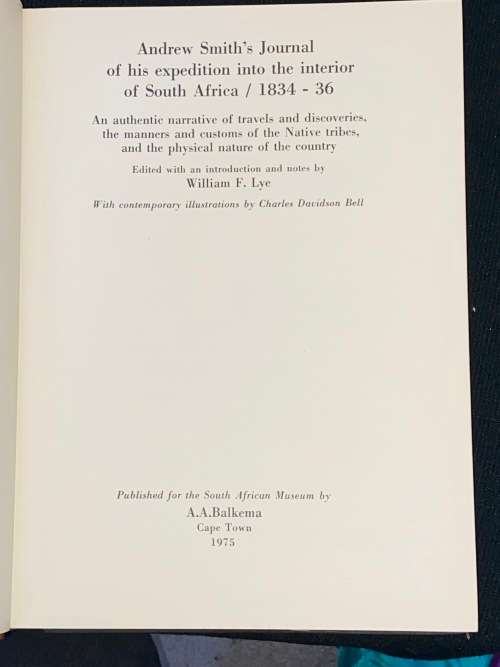 Andrew Smith's Journal
of his expedition into the interior
of South Africa / 1834 - 36
An authentic narrative of travels and discoveries,
the manners and customs of the Native tribes,
and the physical nature of the country
Edited with an introduction and notes by
William F. Lye
With contemporary illustrations by Charles Davidson Bell
Published for the South African Museum by
A.A.Balkema
Cape Town
1975